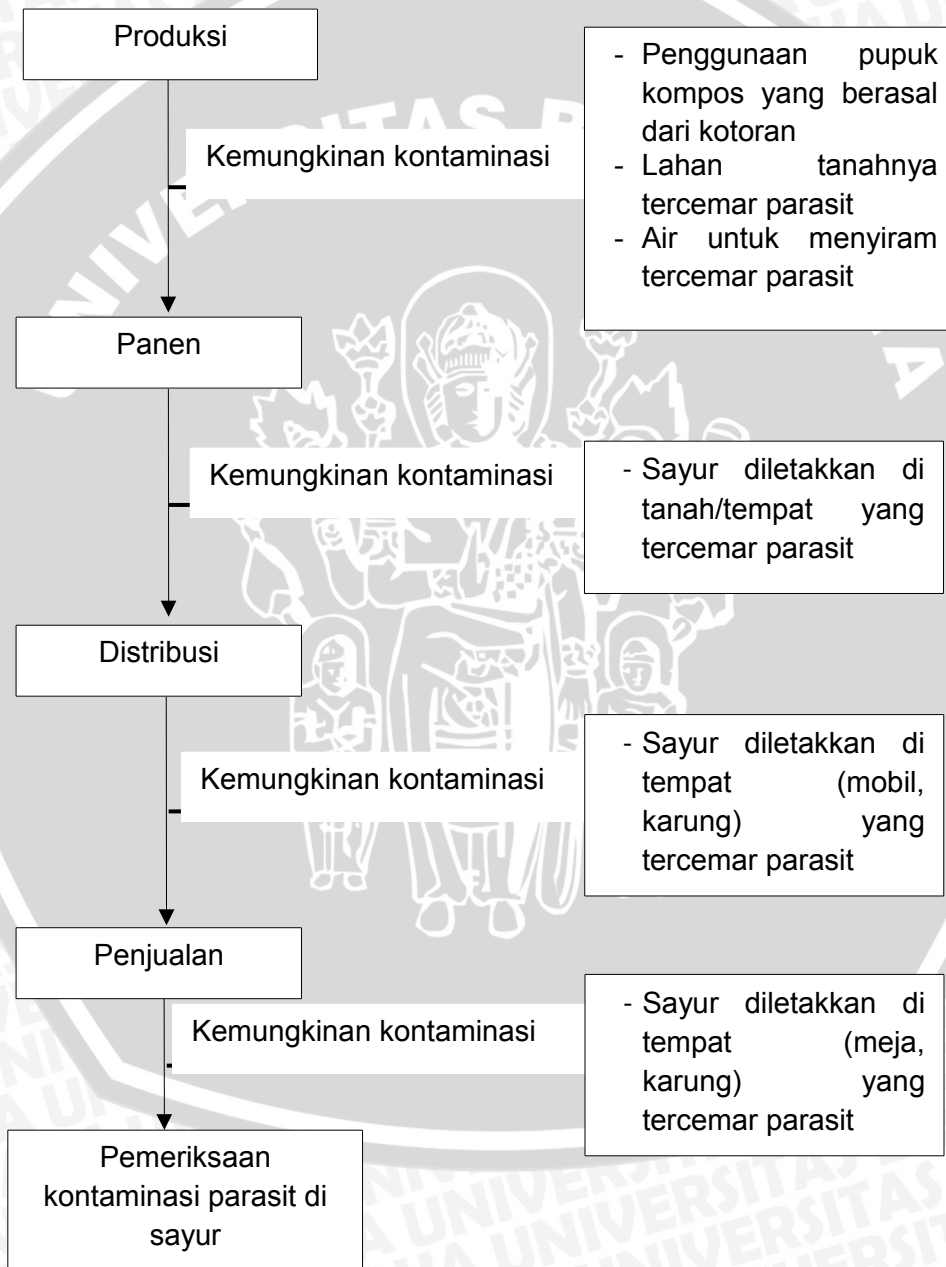 Produksi
- Penggunaan pupuk
kompos yang berasal
dari kotoran
- Lahan tanahnya
tercemar parasit
- Air untuk menyiram
tercemar parasit
Kemungkinan kontaminasi
Panen
Kemungkinan kontaminasi
- Sayur diletakkan di
tanah/tempat yang
tercemar parasit
Distribusi
Kemungkinan kontaminasi
- Sayur diletakkan di
tempat (mobil,
karung) yang
tercemar parasit
Penjualan
Kemungkinan kontaminasi
- Sayur diletakkan di
tempat (meja,
karung) yang
tercemar parasit
Pemeriksaan
kontaminasi parasit di
sayur